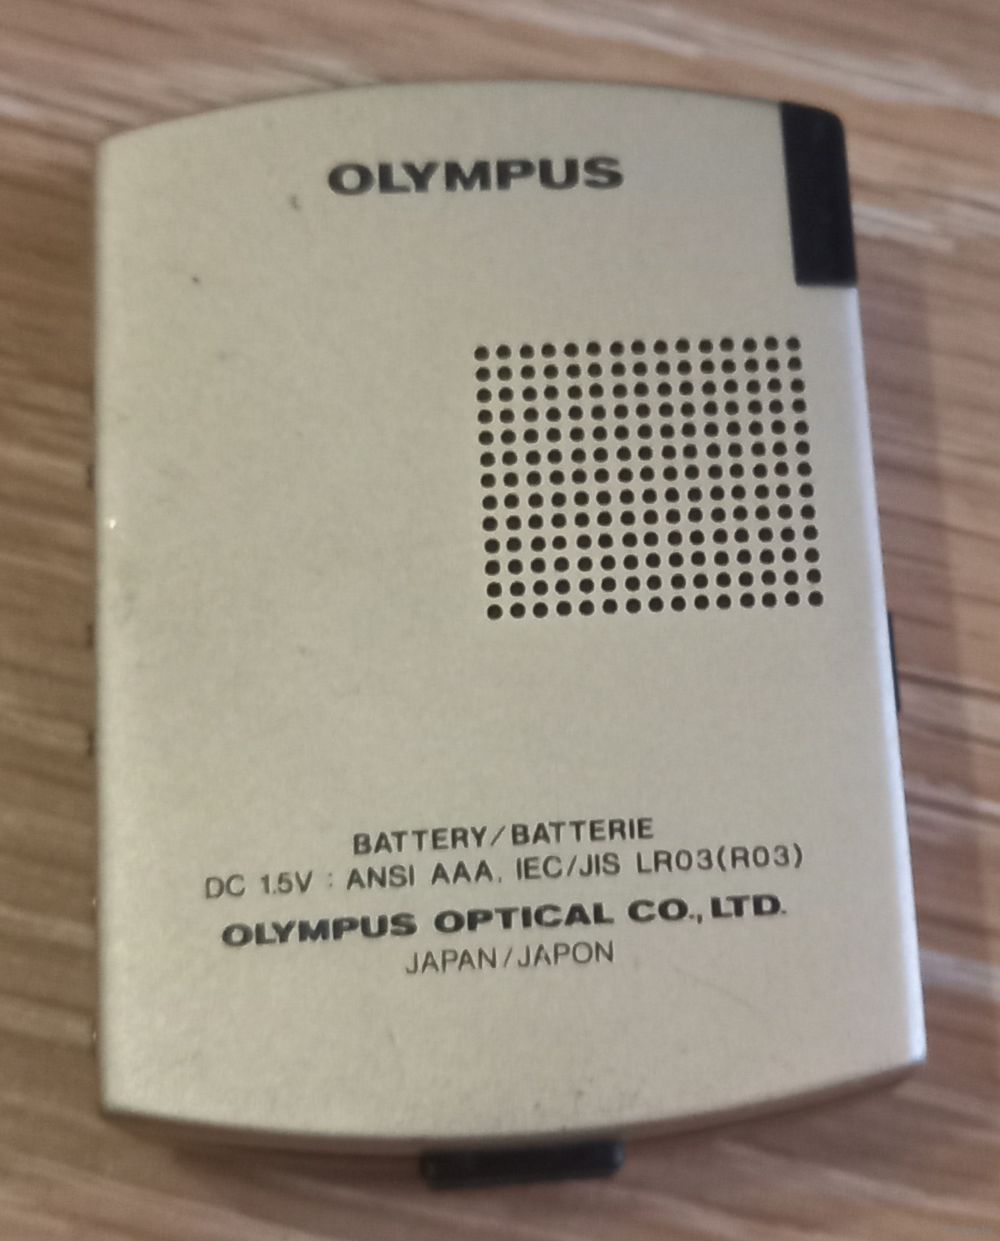 OLYMPUS
BATTERY/BATTERIE
DC 1.5V : ANSI AAA, IEC/JIS LR03(R03)
OLYMPUS OPTICAL CO., LTD.
JAPAN/JAPON